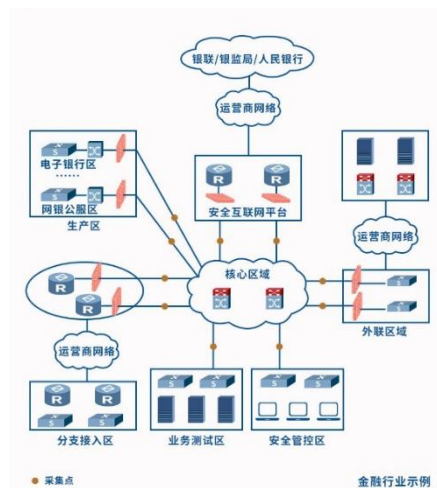 银联/银监局/人民银行
运营商网络
电子银行区
......
网银公服区
生产区
R
R
安全互联网平台
运营商网络
外联区域
核心区域
R
R
运营商网络
R
R
分支接入区
业务测试区
安全管控区
采集点
金融行业示例